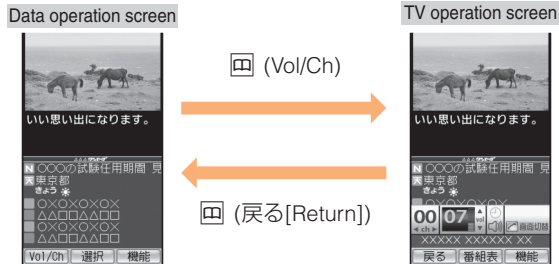 Data operation screen
TV operation screen
いい思い出になります。
N ○○○の試験任用期間 見
天 東京都
きょう
○×○×○×○
△△□□△△□□
○×○×○×○
△△□□△△□□
Vol/Ch 選択 機能
(Vol/Ch)
(戻る[Return])
いい思い出になります。
N ○○○の試験任用期間 見
天 東京都
きょう
○×○×○×○
00 07 vol 画面切替
ch
XXXXX XXXXXX XX
戻る 番組表 機能